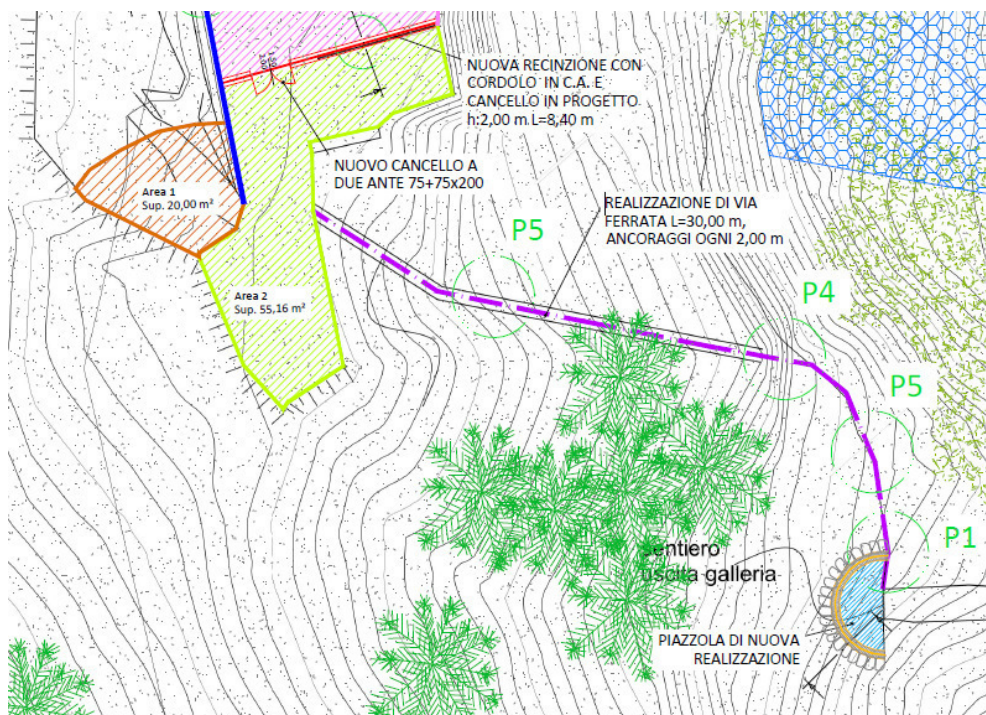 NUOVA RECINZIONE CON
CORDOLO IN C.A. E
CANCELLO IN PROGETTO
h:2,00 m L=8,40 m
NUOVO CANCELLO A
DUE ANTE 75+75x200
Area 1
Sup. 20,00 m²
REALIZZAZIONE DI VIA
FERRATA L=30,00 m,
ANCORAGGI OGNI 2,00 m
P5
P4
Area 2
Sup. 55,16 m²
P5
P1
sentiero
uscita galleria
PIAZZOLA DI NUOVA
REALIZZAZIONE